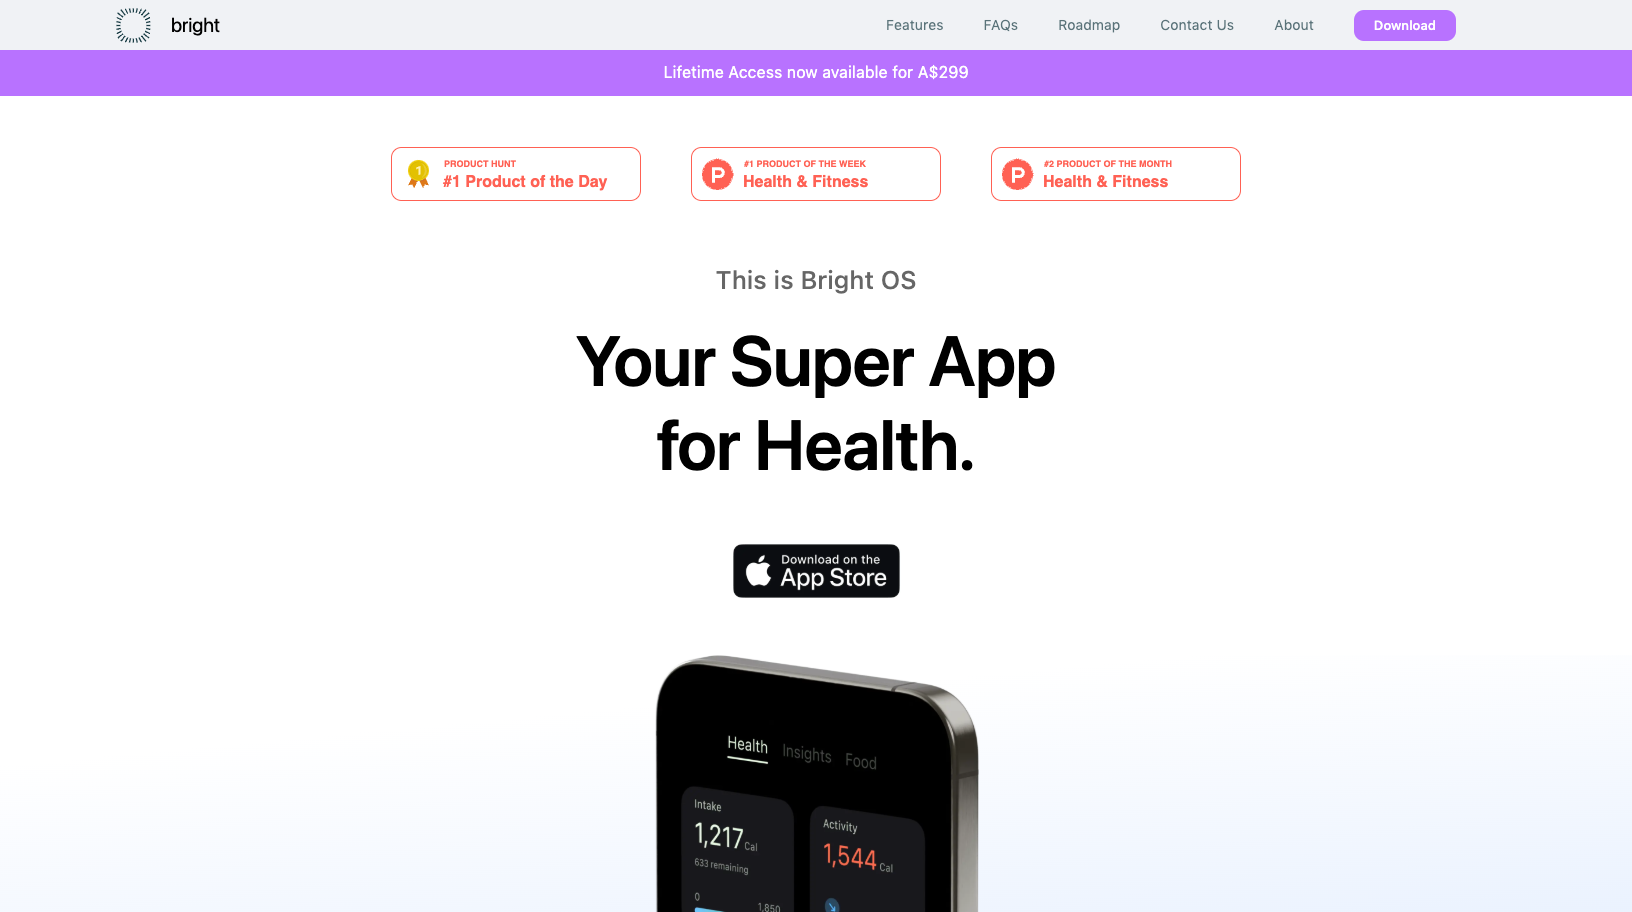 bright
Features
FAQs
Roadmap
Contact Us
About
Download
Lifetime Access now available for A$299
1
PRODUCT HUNT
#1 Product of the Day
P
#1 PRODUCT OF THE WEEK
Health & Fitness
P
#2 PRODUCT OF THE MONTH
Health & Fitness
This is Bright OS
Your Super App
for Health.
Download on the
App Store
Health
Insights
Food
Intake
1,217 Cal
633 remaining
0
1,850
Activity
1,544 Cal